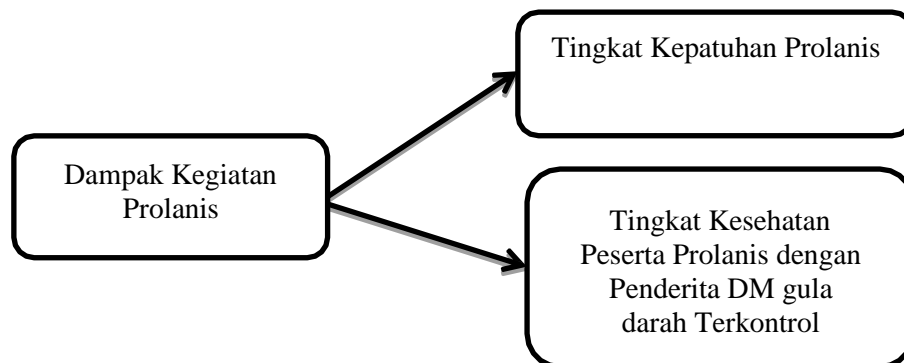 Tingkat Kepatuhan Prolanis
Dampak Kegiatan
Prolanis
Tingkat Kesehatan
Peserta Prolanis dengan
Penderita DM gula
darah Terkontrol